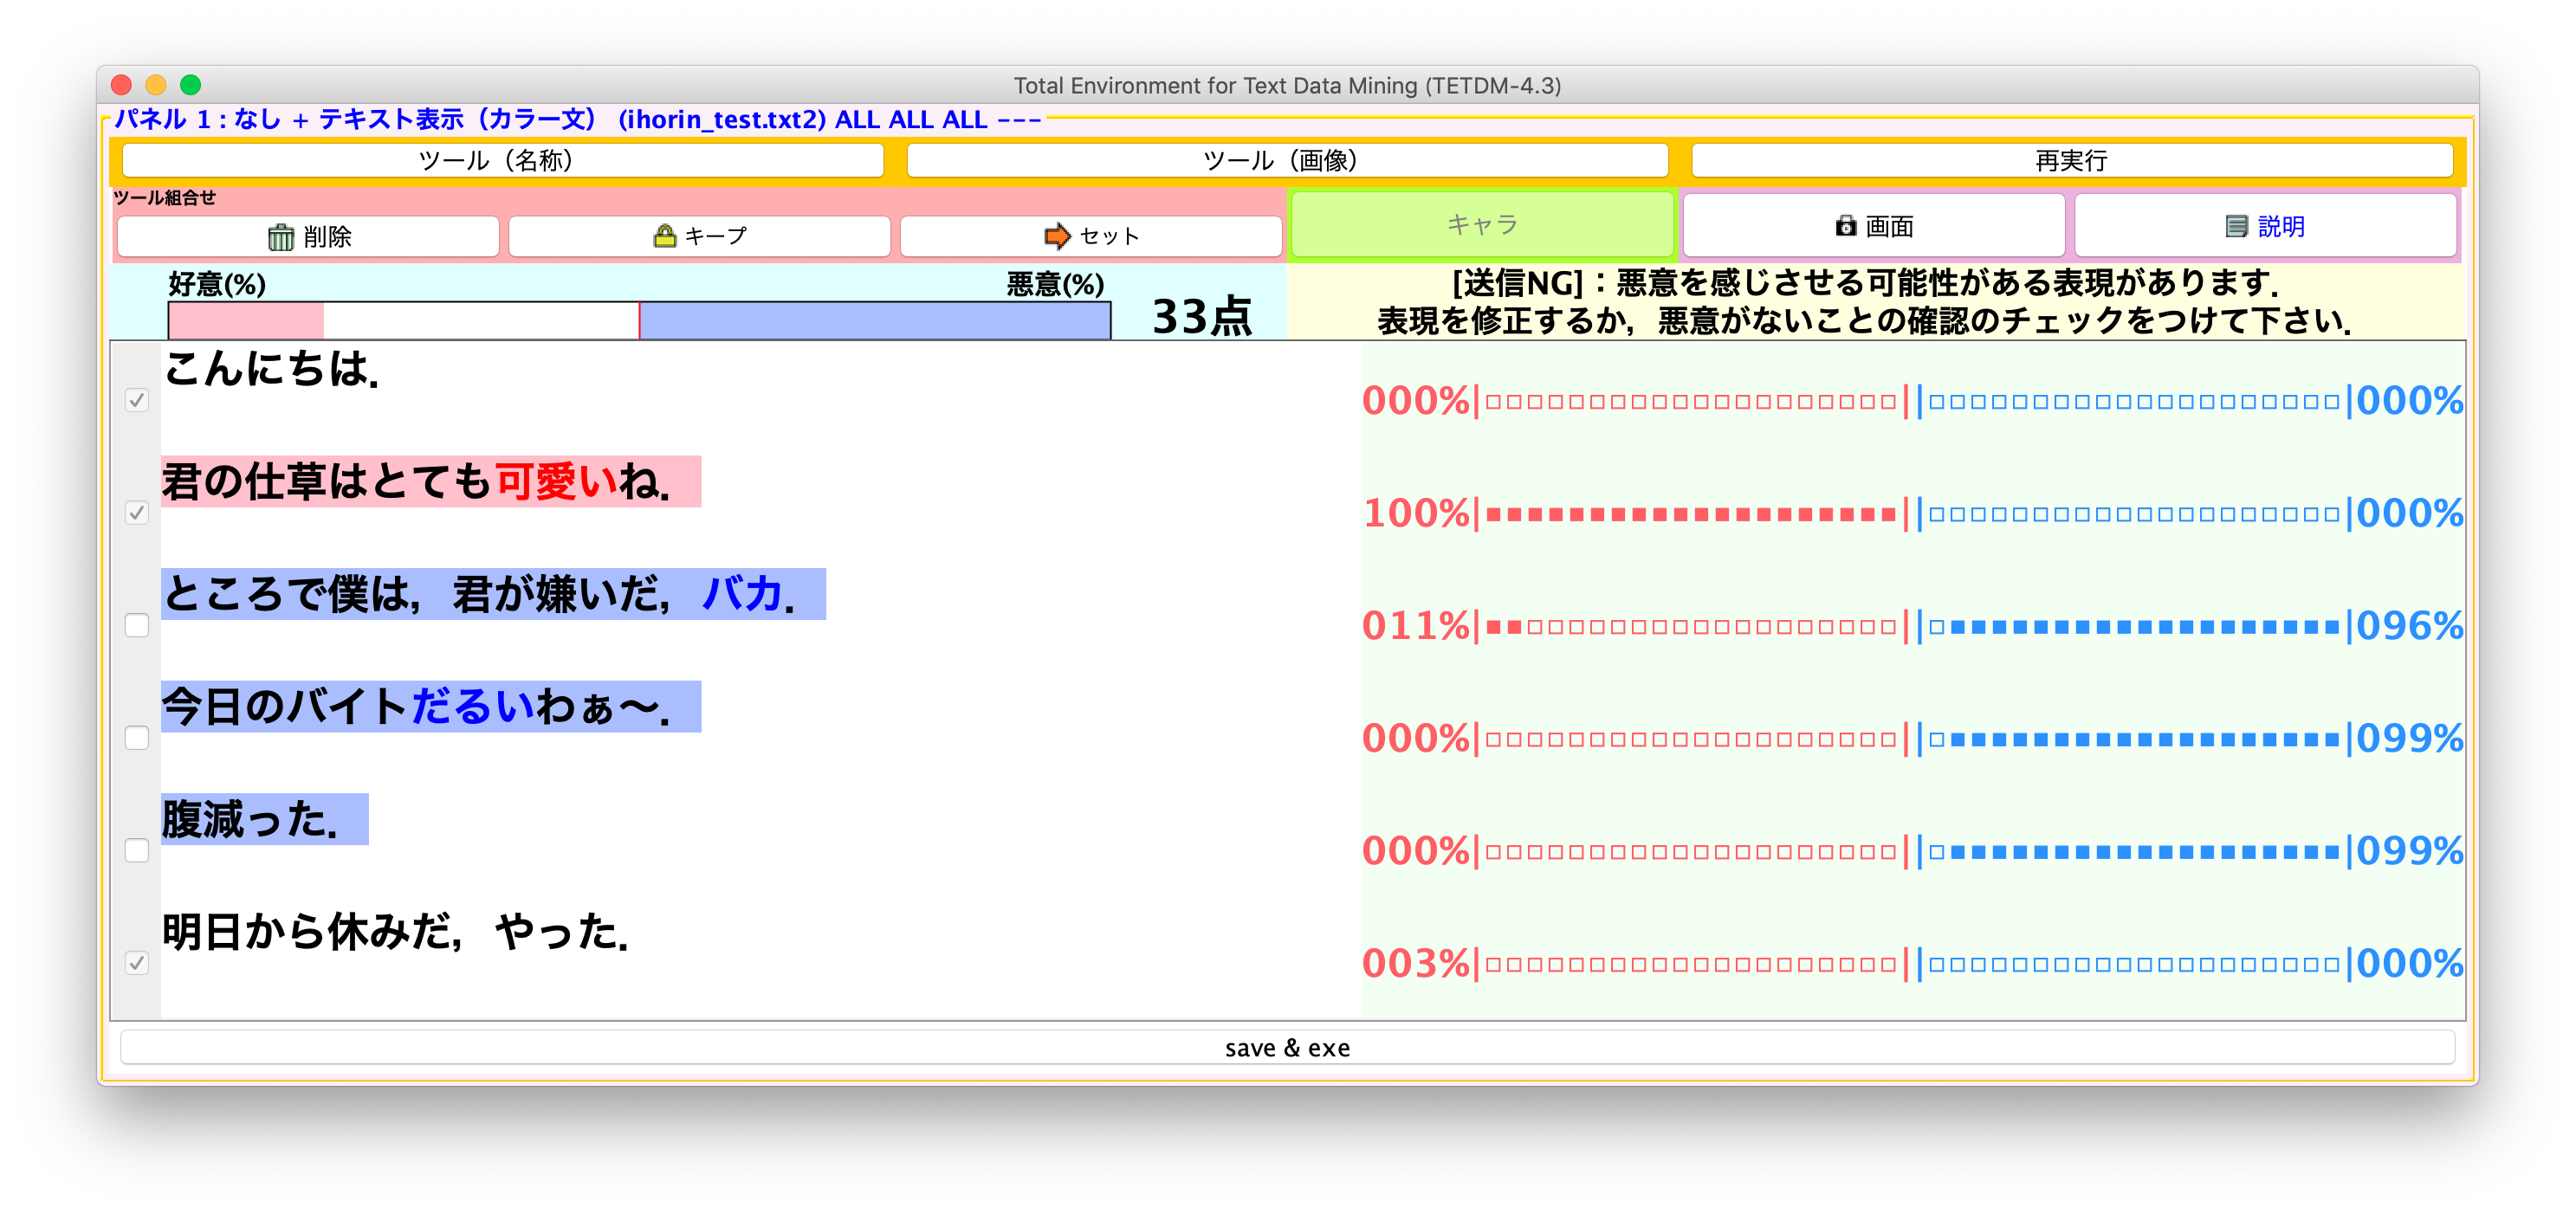 Total Environment for Text Data Mining (TETDM-4.3)
パネル 1 : なし + テキスト表示（カラー文） (ihorin_test.txt2) ALL ALL ALL ---
ツール（名称） ツール（画像） 再実行
ツール組合せ
削除 キープ セット キャラ 画面 説明
好意(%) 悪意(%) 33点
[送信NG]：悪意を感じさせる可能性がある表現があります．
表現を修正するか，悪意がないことの確認のチェックをつけて下さい．
こんにちは．
000%|□□□□□□□□□□□□□□□□□□□□||□□□□□□□□□□□□□□□□□□□□|000%
君の仕草はとても可愛いね．
100%|■■■■■■■■■■■■■■■■■■■■||□□□□□□□□□□□□□□□□□□□□|000%
ところで僕は，君が嫌いだ，バカ．
011%|■■□□□□□□□□□□□□□□□□□□||□■■■■■■■■■■■■■■■■■■■|096%
今日のバイトだるいわぁ〜．
000%|□□□□□□□□□□□□□□□□□□□□||□■■■■■■■■■■■■■■■■■■■|099%
腹減った．
000%|□□□□□□□□□□□□□□□□□□□□||□■■■■■■■■■■■■■■■■■■■|099%
明日から休みだ，やった．
003%|□□□□□□□□□□□□□□□□□□□□||□□□□□□□□□□□□□□□□□□□□|000%
save & exe